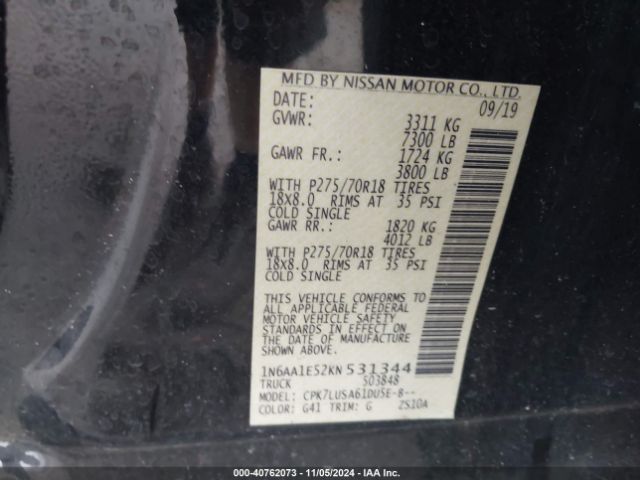 MFD BY NISSAN MOTOR CO., LTD.
DATE: 09/19
GVWR: 3311 KG
7300 LB
GAWR FR.: 1724 KG
3800 LB
WITH P275/70R18 TIRES
18X8.0 RIMS AT 35 PSI
COLD SINGLE
GAWR RR.: 1820 KG
4012 LB
WITH P275/70R18 TIRES
18X8.0 RIMS AT 35 PSI
COLD SINGLE
THIS VEHICLE CONFORMS TO
ALL APPLICABLE FEDERAL
MOTOR VEHICLE SAFETY
STANDARDS IN EFFECT ON
THE DATE OF MANUFACTURE
SHOWN ABOVE.
1N6AA1E52KN531344
TRUCK 503848
MODEL: CPK7LUSA61DU5E-8--
COLOR: G41 TRIM: G 2S10A
000-40762073 — 11/05/2024 — IAA Inc.